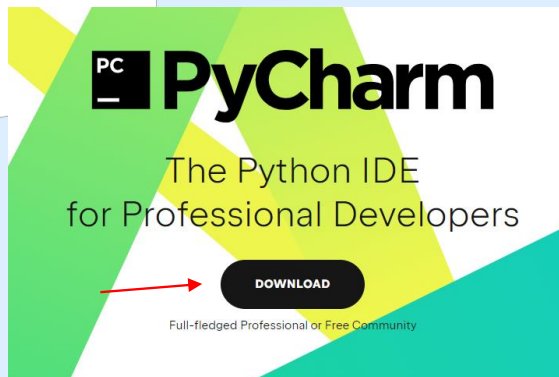 PC
PyCharm
The Python IDE
for Professional Developers
DOWNLOAD
Full-fledged Professional or Free Community